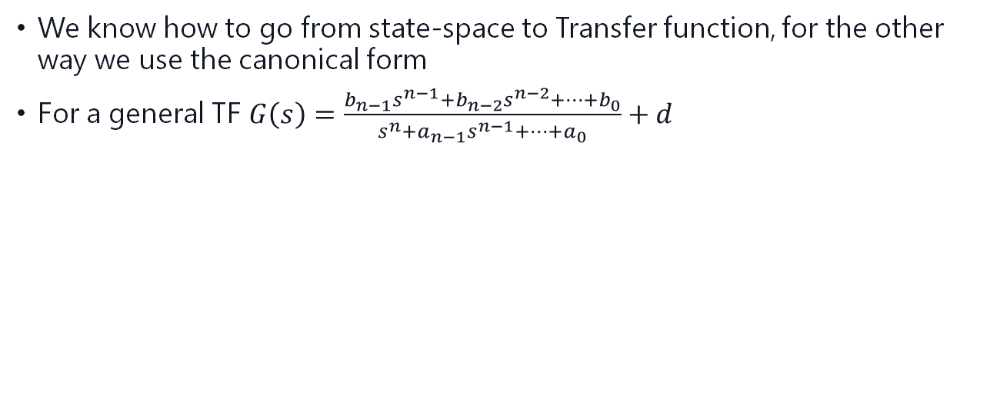 • We know how to go from state-space to Transfer function, for the other
way we use the canonical form
• For a general TF G(s) = \frac{b_{n-1}s^{n-1}+b_{n-2}s^{n-2}+\cdots+b_0}{s^n+a_{n-1}s^{n-1}+\cdots+a_0} + d